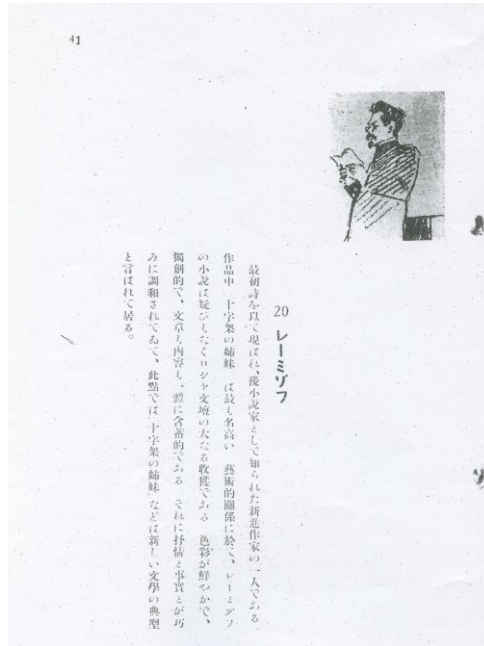 41
20 レーミゾフ
最初詩を以て現はれ、後小説家として知られた新進作家の一人である。
作品中「十字架の姉妹」は最も名高い 藝術的關係に於て、レーミゾフ
の小説は疑ひもなくロシヤ文壇の大なる收穫である 色彩が鮮やかで、
獨創的で、文章も内容も一體に含蓄的である それに抒情と事實とが巧
みに調和されてゐて、此點では「十字架の姉妹」などは新しい文學の典型
と言はれて居る。